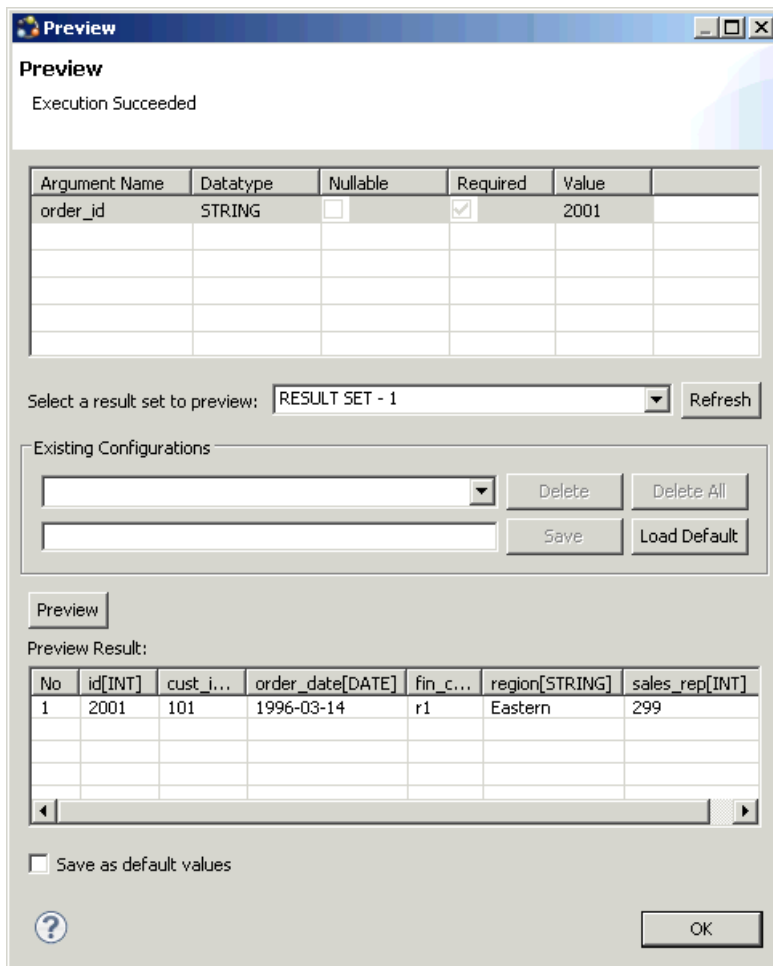 Preview
Preview
Execution Succeeded
Argument Name Datatype Nullable Required Value
order_id STRING 2001
Select a result set to preview: RESULT SET - 1 Refresh
Existing Configurations
Delete Delete All
Save Load Default
Preview
Preview Result:
No id[INT] cust_i... order_date[DATE] fin_c... region[STRING] sales_rep[INT]
1 2001 101 1996-03-14 r1 Eastern 299
Save as default values
? OK